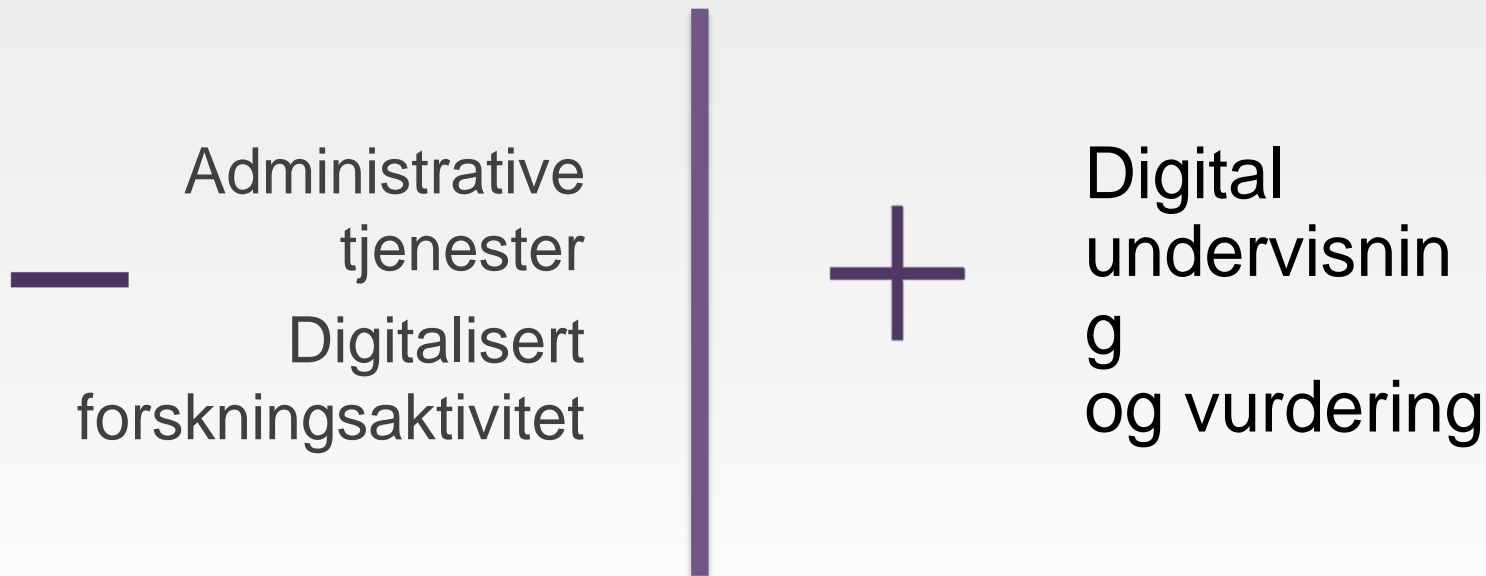 Administrative
tjenester
Digitalisert
forskningsaktivitet
Digital
undervisnin
g
og vurdering